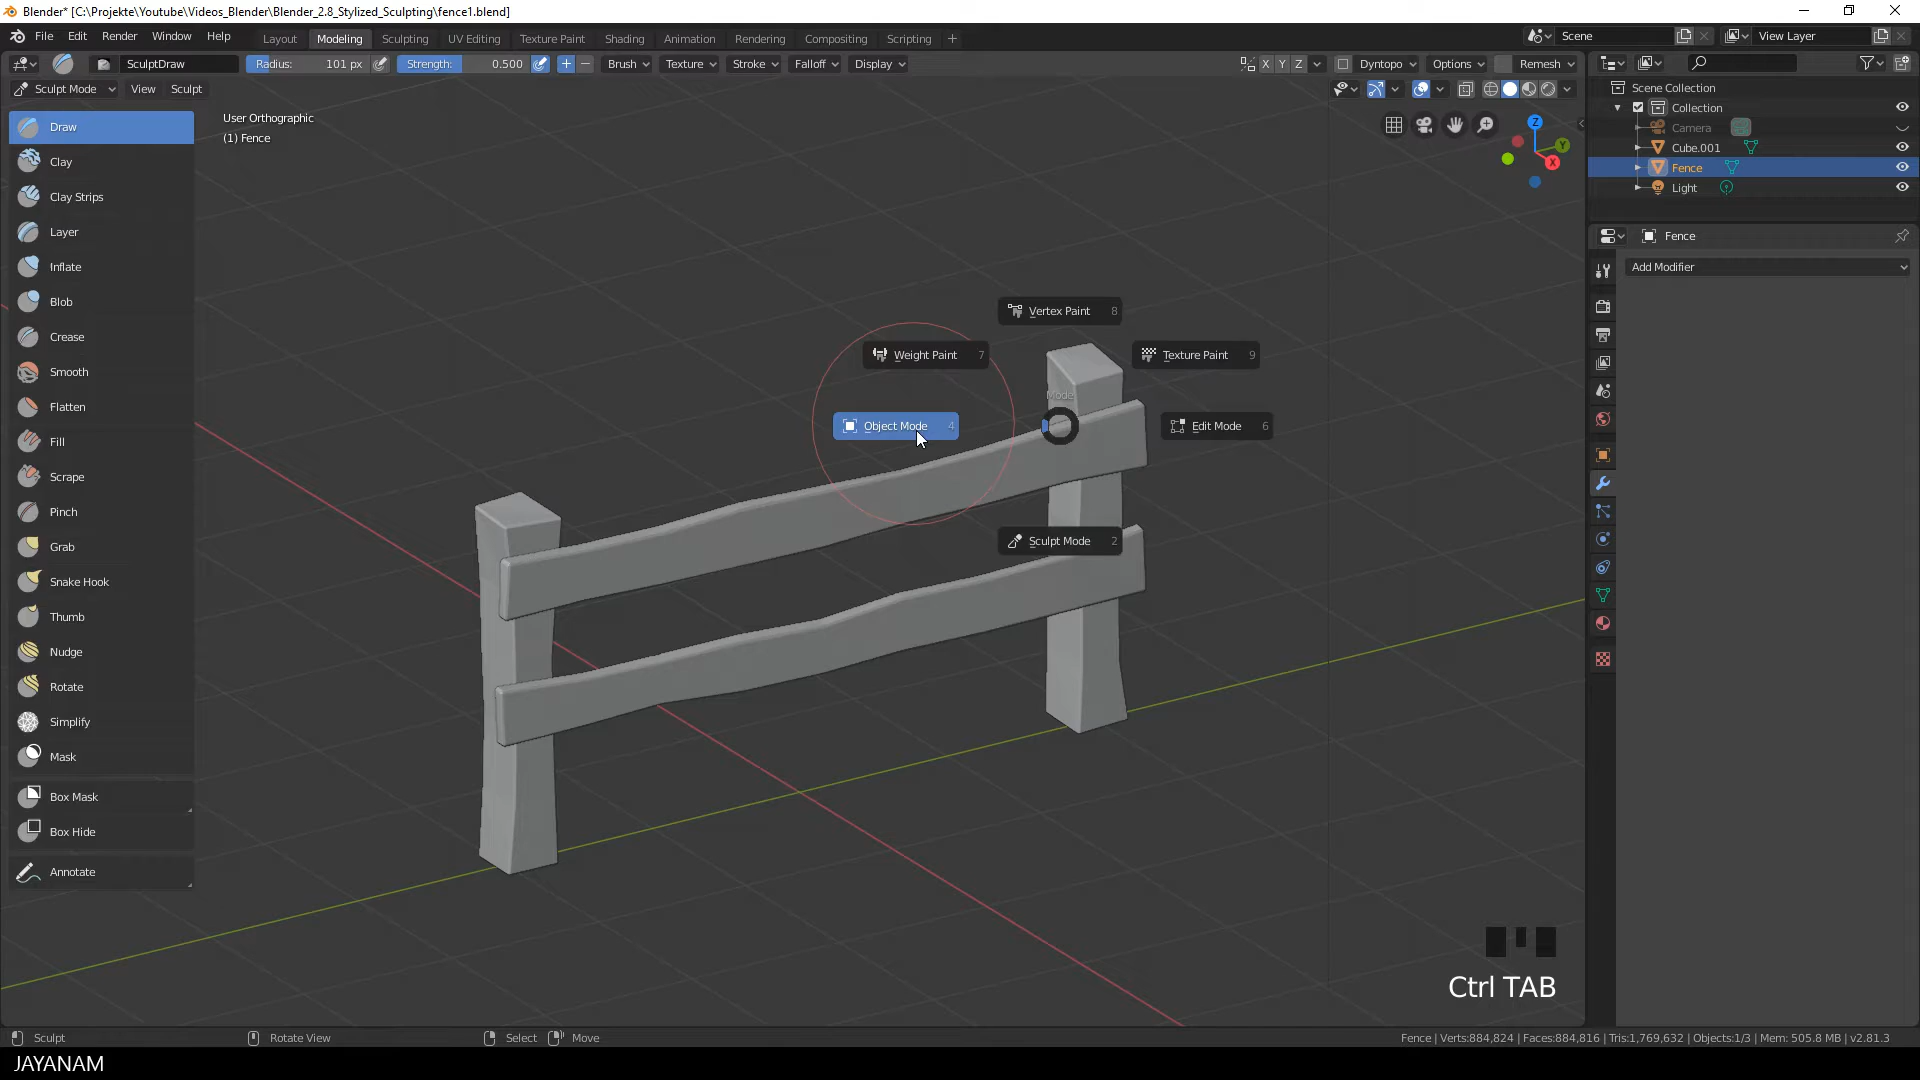 Blender* [C:\Projekte\Youtube\Videos_Blender\Blender_2.8_Stylized_Sculpting\fence1.blend]
File Edit Render Window Help
Layout Modeling Sculpting UV Editing Texture Paint Shading Animation Rendering Compositing Scripting +
Scene
View Layer
SculptDraw
Radius: 101 px
Strength: 0.500
Brush Texture Stroke Falloff Display
X Y Z
Dyntopo Options Remesh
Sculpt Mode View Sculpt
Draw
Clay
Clay Strips
Layer
Inflate
Blob
Crease
Smooth
Flatten
Fill
Scrape
Pinch
Grab
Snake Hook
Thumb
Nudge
Rotate
Simplify
Mask
Box Mask
Box Hide
Annotate
User Orthographic
(1) Fence
Z
Y
X
Vertex Paint 8
Weight Paint 7
Texture Paint 9
Mode
Object Mode 4
Edit Mode 6
Sculpt Mode 2
Scene Collection
Collection
Camera
Cube.001
Fence
Light
Fence
Add Modifier
Ctrl TAB
Sculpt
Rotate View
Select
Move
Fence | Verts:884,824 | Faces:884,816 | Tris:1,769,632 | Objects:1/3 | Mem: 505.8 MB | v2.81.3
JAYANAM